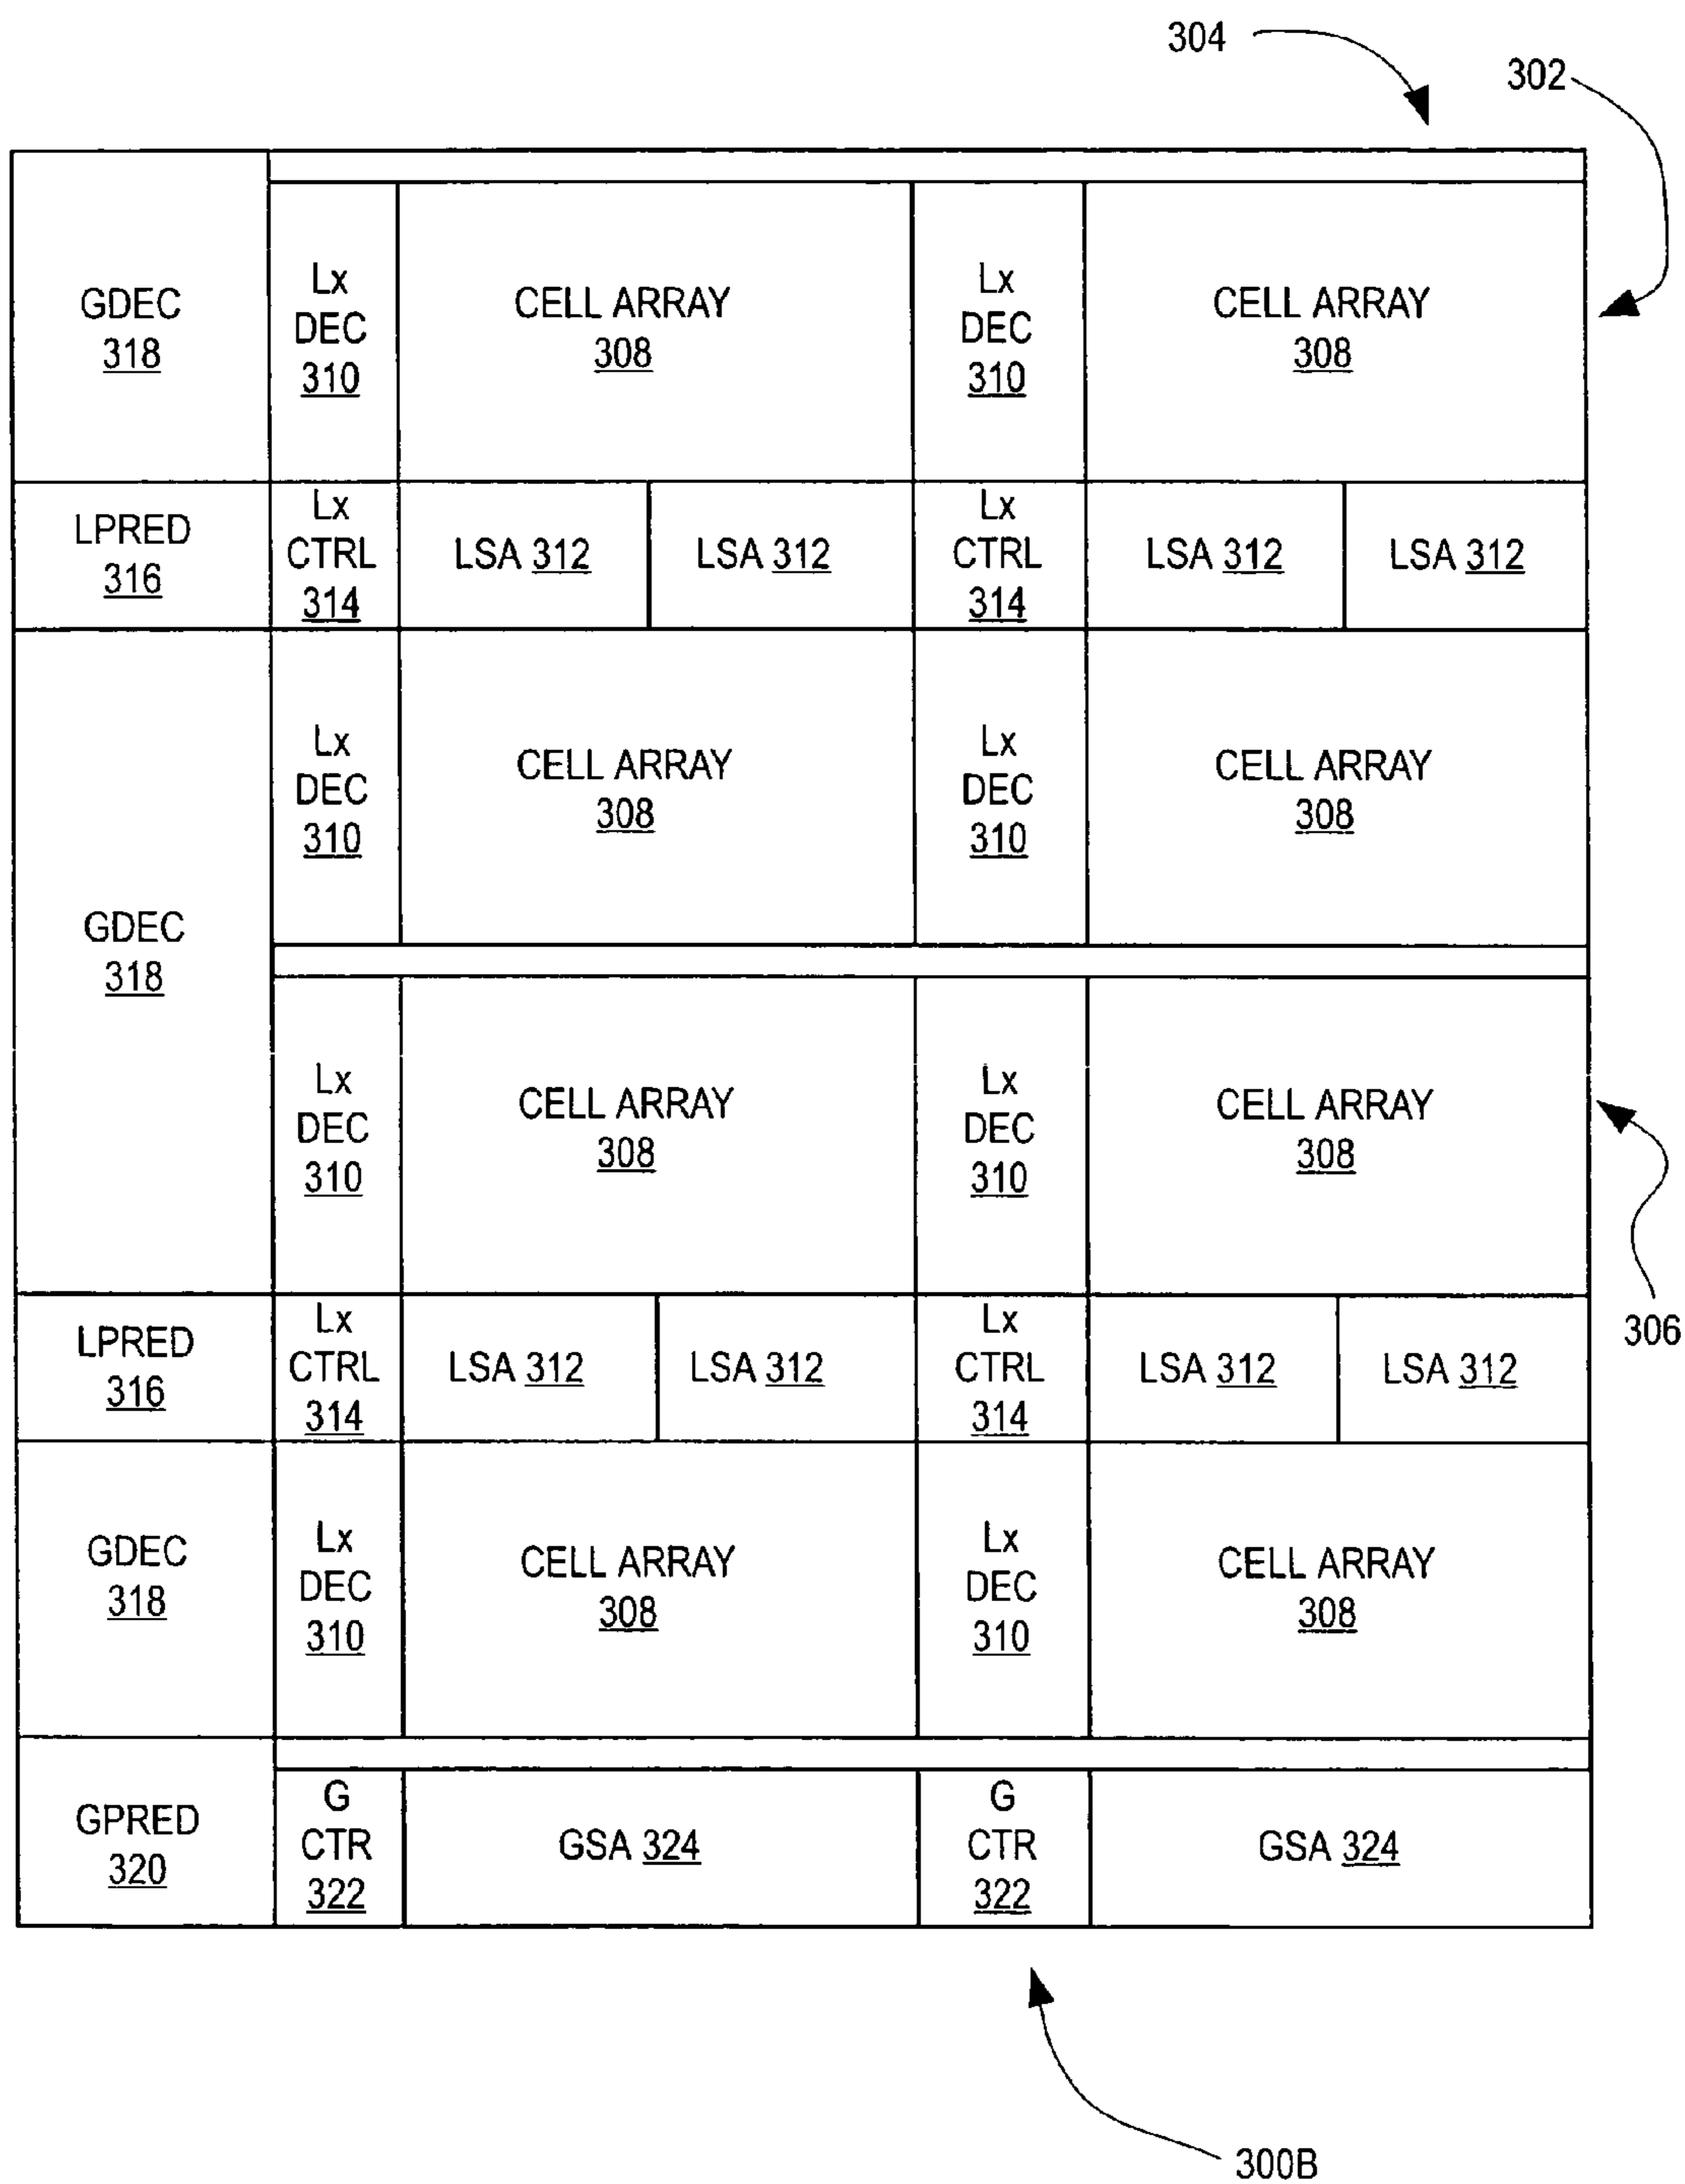 304
302
GDEC
318
Lx
DEC
310
CELL ARRAY
308
Lx
DEC
310
CELL ARRAY
308
LPRED
316
Lx
CTRL
314
LSA 312
LSA 312
Lx
CTRL
314
LSA 312
LSA 312
GDEC
318
Lx
DEC
310
CELL ARRAY
308
Lx
DEC
310
CELL ARRAY
308
Lx
DEC
310
CELL ARRAY
308
Lx
DEC
310
CELL ARRAY
308
306
LPRED
316
Lx
CTRL
314
LSA 312
LSA 312
Lx
CTRL
314
LSA 312
LSA 312
GDEC
318
Lx
DEC
310
CELL ARRAY
308
Lx
DEC
310
CELL ARRAY
308
GPRED
320
G
CTR
322
GSA 324
G
CTR
322
GSA 324
300B